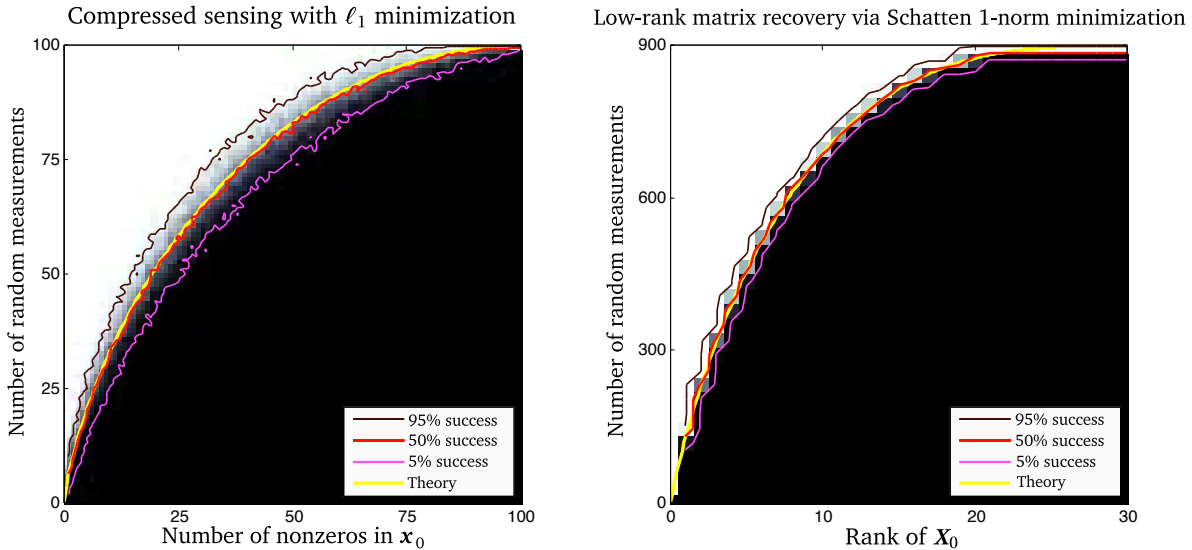 Compressed sensing with ℓ₁ minimization
Number of random measurements
100
75
50
25
0
0 25 50 75 100
Number of nonzeros in x₀
95% success
50% success
5% success
Theory
Low-rank matrix recovery via Schatten 1-norm minimization
Number of random measurements
900
600
300
0
0 10 20 30
Rank of X₀
95% success
50% success
5% success
Theory